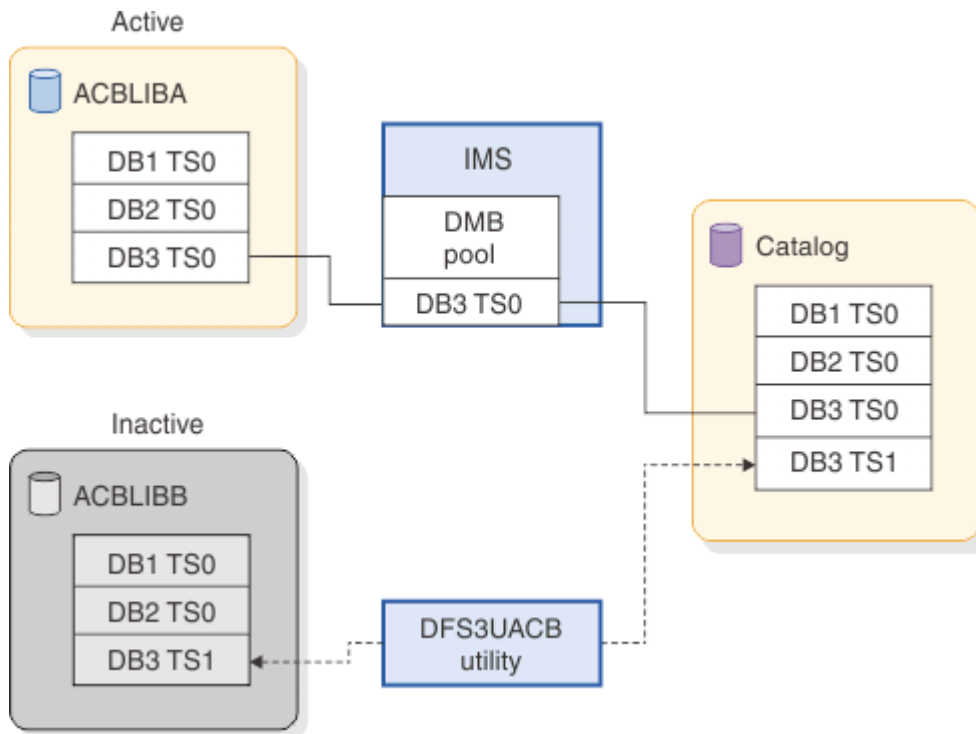 Active
ACBLIBA
DB1 TS0
DB2 TS0
DB3 TS0
IMS
DMB
pool
DB3 TS0
Catalog
DB1 TS0
DB2 TS0
DB3 TS0
DB3 TS1
Inactive
ACBLIBB
DB1 TS0
DB2 TS0
DB3 TS1
DFS3UACB
utility